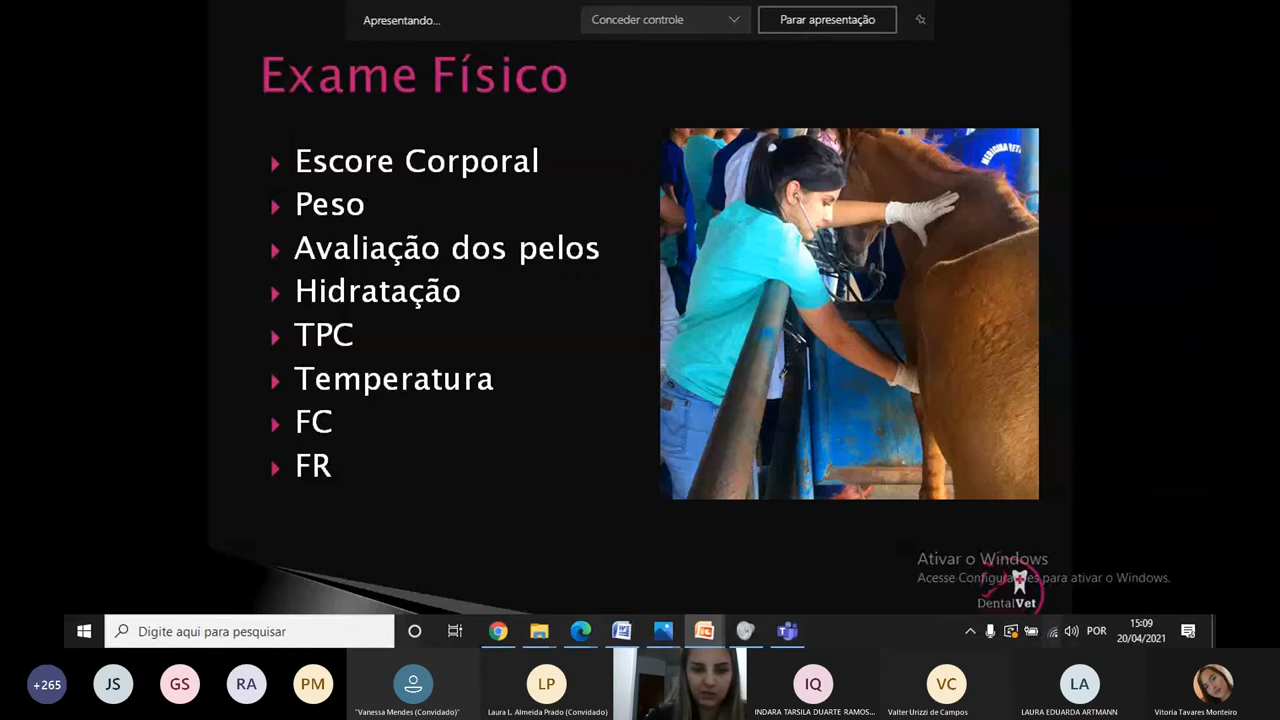 Apresentando...
Conceder controle
Parar apresentação
Exame Físico
Escore Corporal
Peso
Avaliação dos pelos
Hidratação
TPC
Temperatura
FC
FR
MEDICINA VETE
Ativar o Windows
Acesse Configurações para ativar o Windows.
DentalVet
Digite aqui para pesquisar
POR
15:09
20/04/2021
+265
JS
GS
RA
PM
LP
IQ
VC
LA
"Vanessa Mendes (Convidado)"
Laura L. Almeida Prado (Convidado)
INDARA TARSILA DUARTE RAMOS...
Valter Urizzi de Campos
LAURA EDUARDA ARTMANN
Vitoria Tavares Monteiro